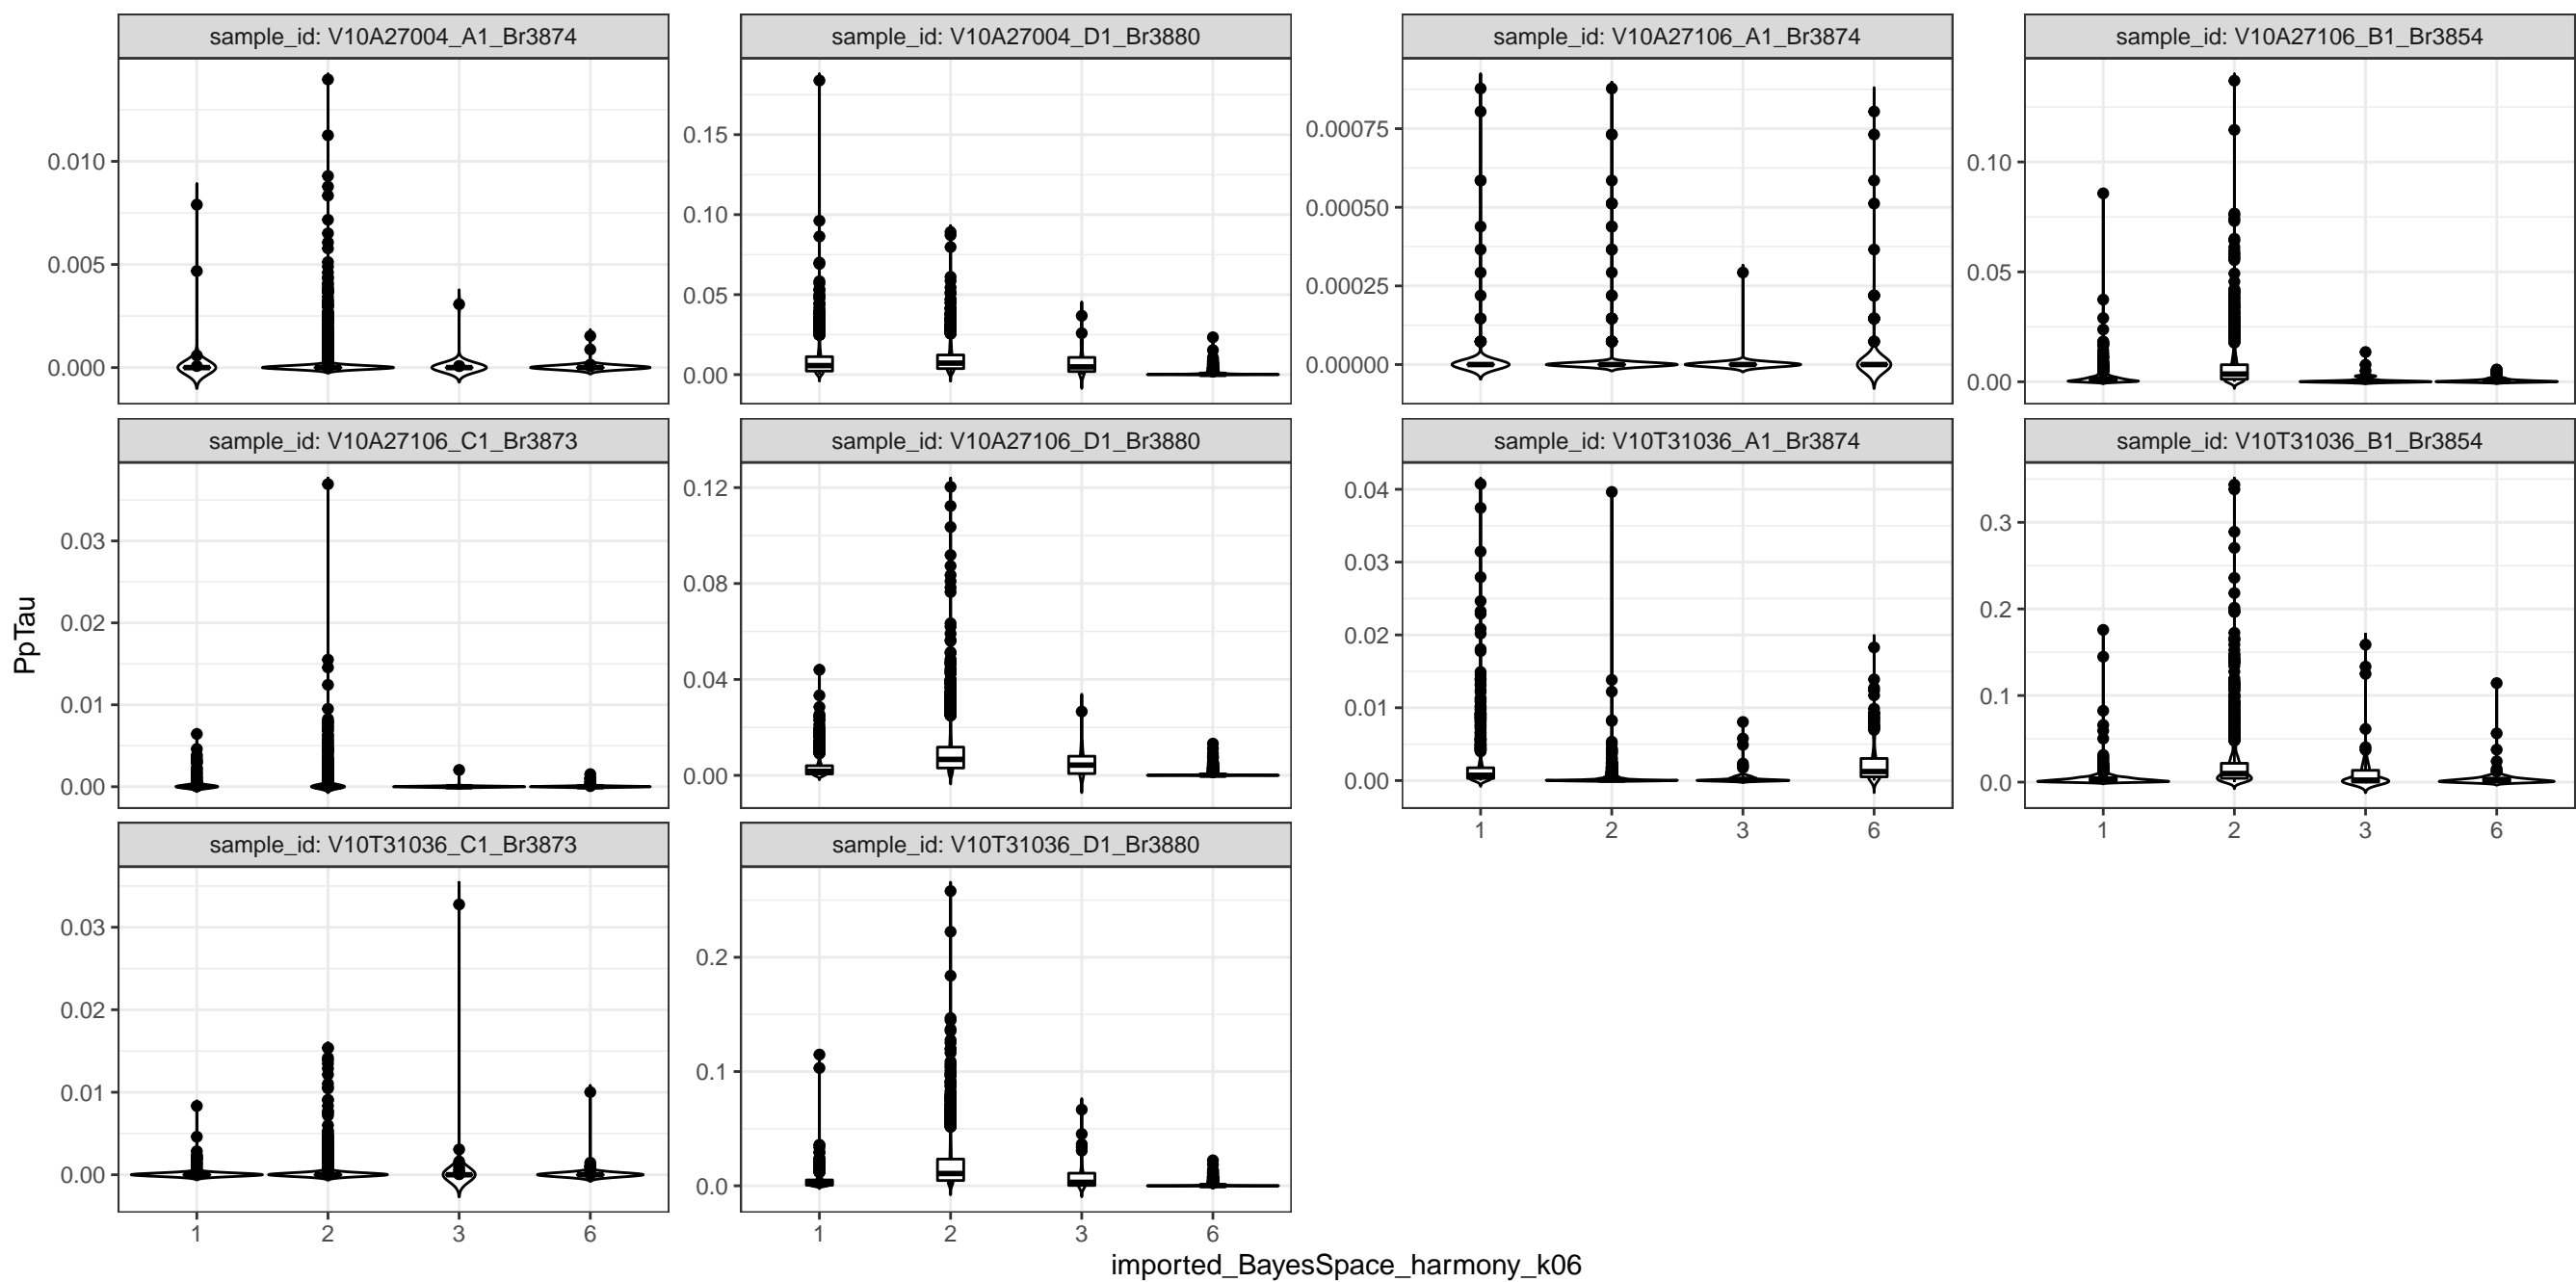 sample_id: V10A27004_A1_Br3874
sample_id: V10A27004_D1_Br3880
sample_id: V10A27106_A1_Br3874
sample_id: V10A27106_B1_Br3854
0.010
0.005
0.000
0.15
0.10
0.05
0.00
0.00075
0.00050
0.00025
0.00000
0.10
0.05
0.00
sample_id: V10A27106_C1_Br3873
sample_id: V10A27106_D1_Br3880
sample_id: V10T31036_A1_Br3874
sample_id: V10T31036_B1_Br3854
0.03
0.02
0.01
0.00
0.12
0.08
0.04
0.00
0.04
0.03
0.02
0.01
0.00
0.3
0.2
0.1
0.0
1 2 3 6
1 2 3 6
PpTau
sample_id: V10T31036_C1_Br3873
sample_id: V10T31036_D1_Br3880
0.03
0.02
0.01
0.00
0.2
0.1
0.0
1 2 3 6
1 2 3 6
imported_BayesSpace_harmony_k06